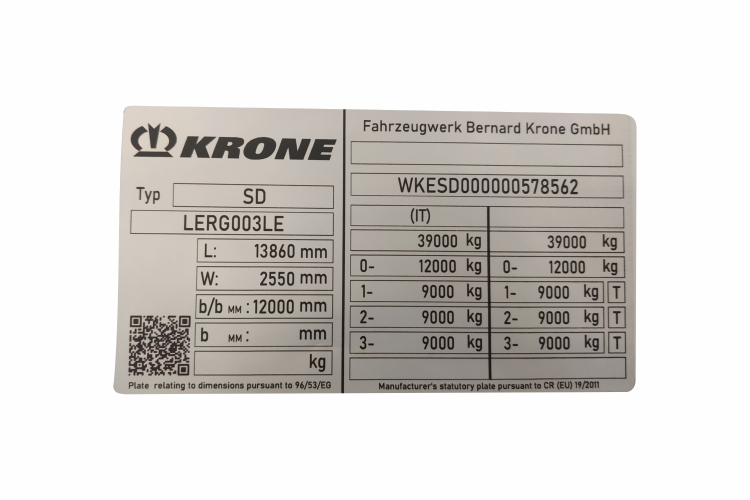 KRONE
Typ SD
LERG003LE
L: 13860 mm
W: 2550 mm
b/b мм : 12000 mm
b мм : mm
kg
Plate relating to dimensions pursuant to 96/53/EG
Fahrzeugwerk Bernard Krone GmbH
WKESD000000578562
(IT)
39000 kg 39000 kg
0- 12000 kg 0- 12000 kg
1- 9000 kg 1- 9000 kg T
2- 9000 kg 2- 9000 kg T
3- 9000 kg 3- 9000 kg T
Manufacturer's statutory plate pursuant to CR (EU) 19/2011